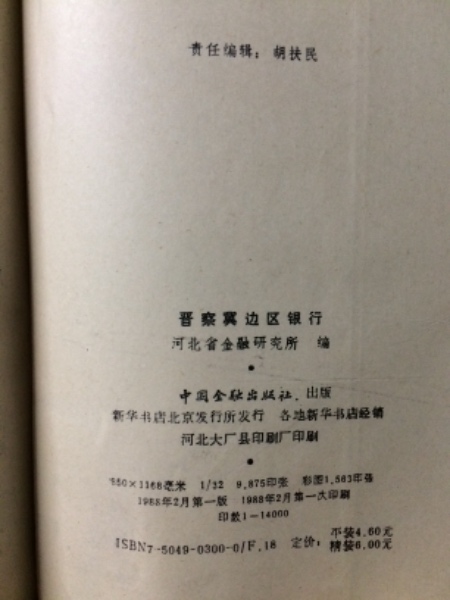 责任编辑：胡扶民
晋察冀边区银行
河北省金融研究所 编
•
中国金融出版社．出版
新华书店北京发行所发行 各地新华书店经销
河北大厂县印刷厂印刷
•
850×1168毫米 1/32 9.875印张 彩图1.563印张
1988年2月第一版 1988年2月第一次印刷
印数1－14000
ISBN7-5049-0300-0/F.18 定价：平装4.60元
精装6.00元